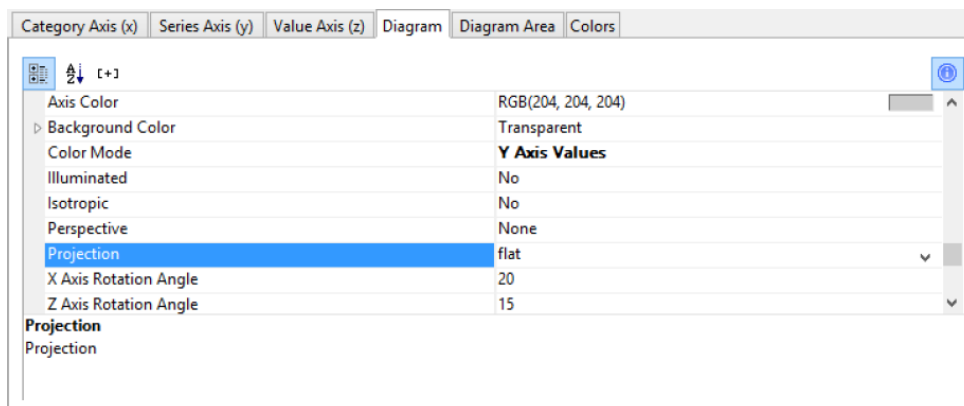 Category Axis (x) Series Axis (y) Value Axis (z) Diagram Diagram Area Colors
[+]
Axis Color RGB(204, 204, 204)
Background Color Transparent
Color Mode Y Axis Values
Illuminated No
Isotropic No
Perspective None
Projection flat
X Axis Rotation Angle 20
Z Axis Rotation Angle 15
Projection
Projection